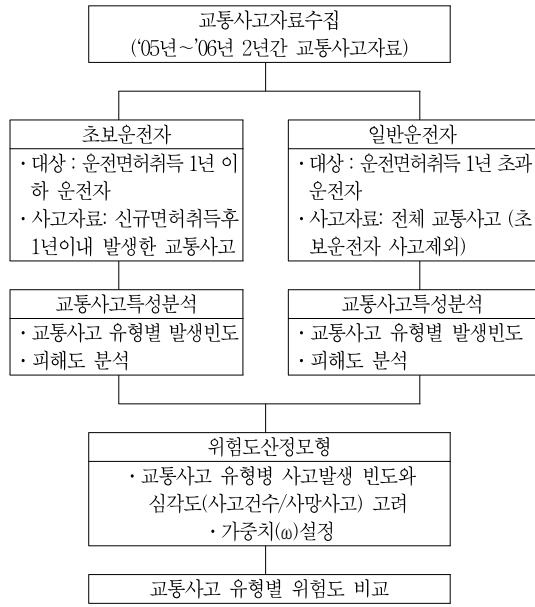 교통사고자료수집
(‘05년～’06년 2년간 교통사고자료)
초보운전자
· 대상 : 운전면허취득 1년 이
하 운전자
· 사고자료: 신규면허취득후
1년이내 발생한 교통사고
일반운전자
· 대상 : 운전면허취득 1년 초과
운전자
· 사고자료: 전체 교통사고 (초
보운전자 사고제외)
교통사고특성분석
· 교통사고 유형별 발생빈도
· 피해도 분석
교통사고특성분석
· 교통사고 유형별 발생빈도
· 피해도 분석
위험도산정모형
· 교통사고 유형병 사고발생 빈도와
심각도(사고건수/사망사고) 고려
· 가중치(ω)설정
교통사고 유형별 위험도 비교